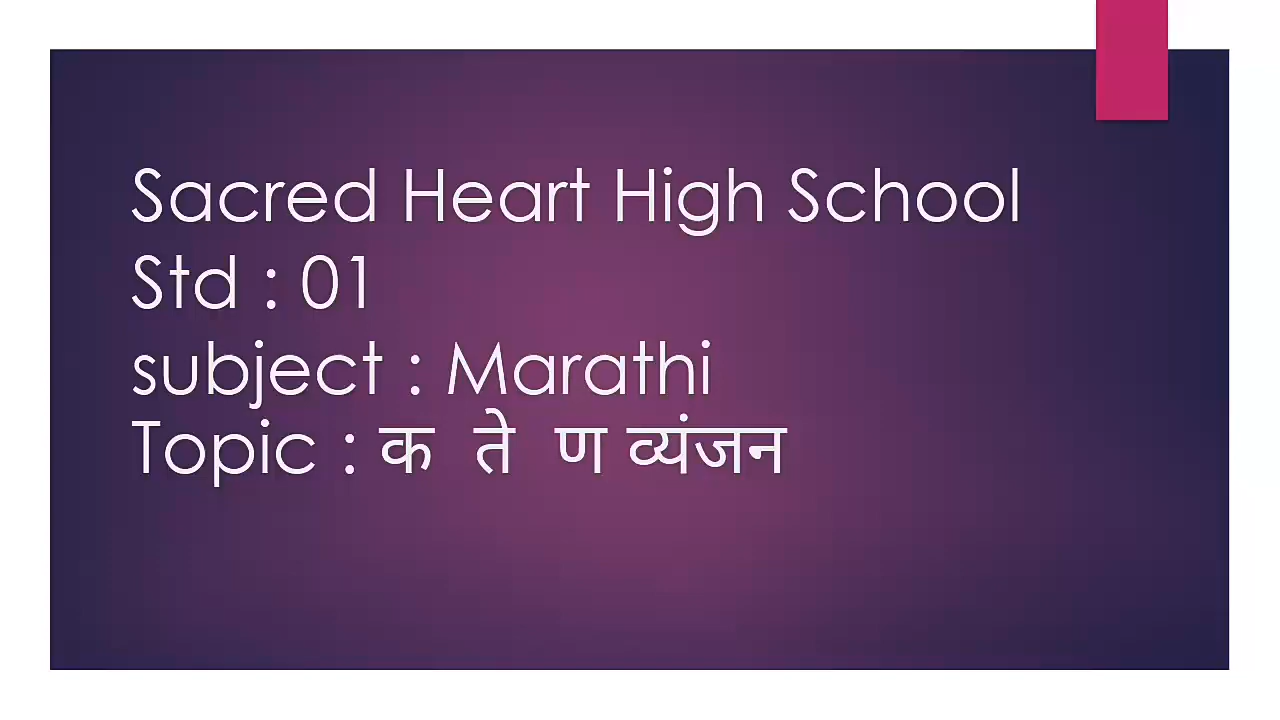 Sacred Heart High School
Std : 01
subject : Marathi
Topic : क ते ण व्यंजन